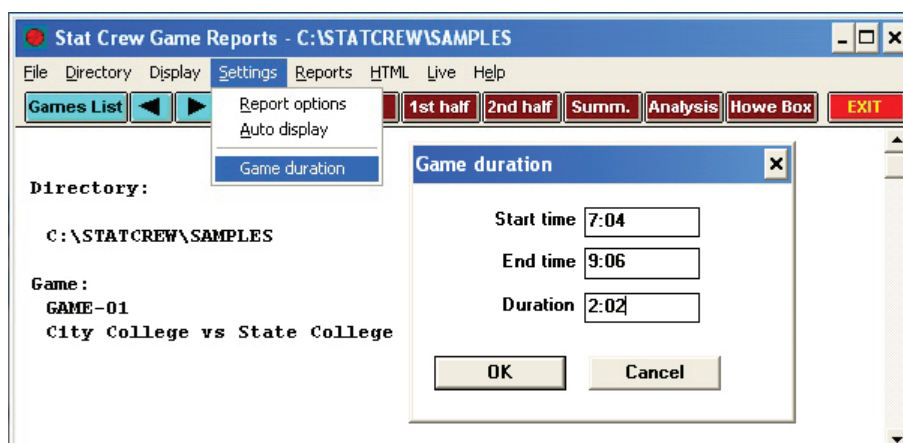 Stat Crew Game Reports - C:\STATCREW\SAMPLES
File Directory Display Settings Reports HTML Live Help
Games List 1st half 2nd half Summ. Analysis Howe Box EXIT
Report options
Auto display
Game duration
Directory:
C:\STATCREW\SAMPLES
Game:
GAME-01
City College vs State College
Game duration
Start time 7:04
End time 9:06
Duration 2:02
OK Cancel